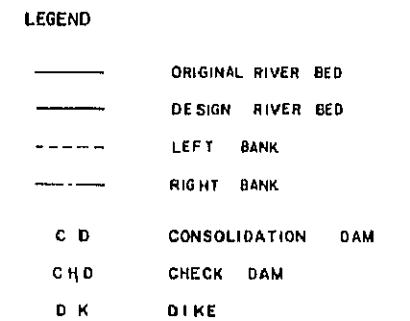 LEGEND
ORIGINAL RIVER BED
DESIGN RIVER BED
LEFT BANK
RIGHT BANK
C D CONSOLIDATION DAM
CHD CHECK DAM
D K DIKE